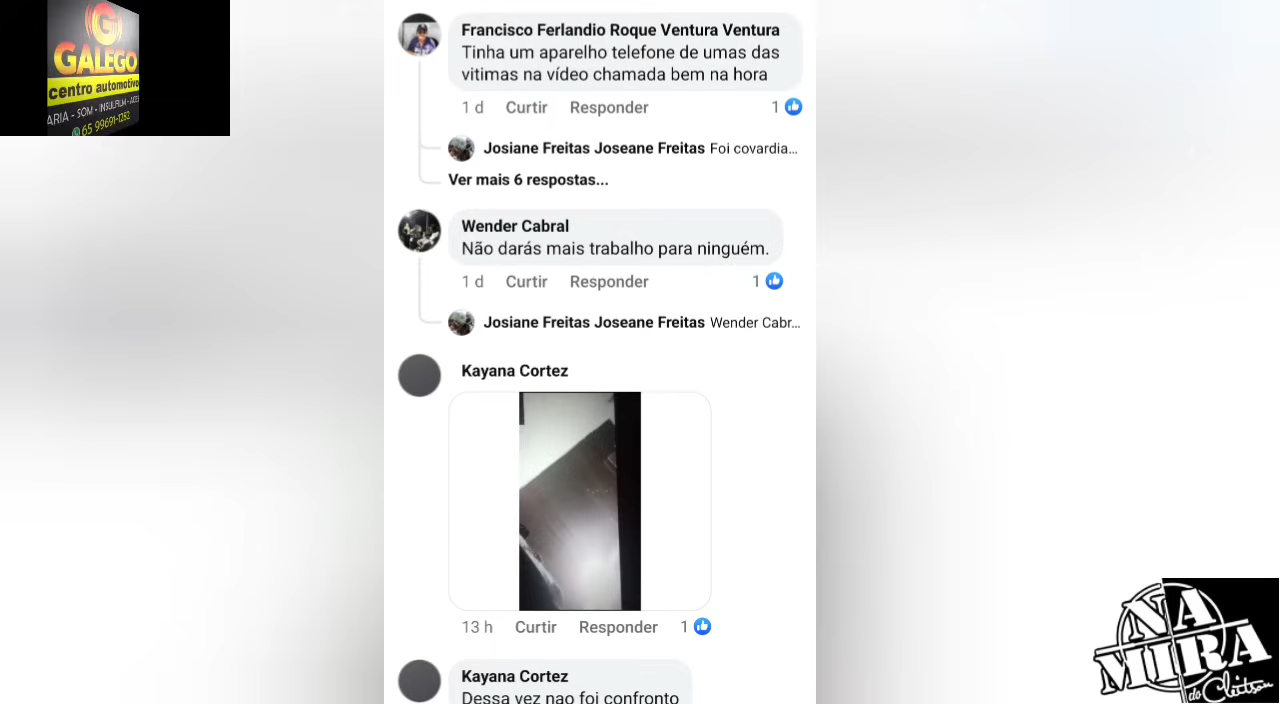 GALEGO
centro automotivo
ARIA - SOM - INSULFILM - ACES
65 99691-1282
Francisco Ferlandio Roque Ventura Ventura
Tinha um aparelho telefone de umas das
vitimas na vídeo chamada bem na hora
1 d Curtir Responder 1
Josiane Freitas Joseane Freitas Foi covardia...
Ver mais 6 respostas...
Wender Cabral
Não darás mais trabalho para ninguém.
1 d Curtir Responder 1
Josiane Freitas Joseane Freitas Wender Cabr...
Kayana Cortez
13 h Curtir Responder 1
Kayana Cortez
Dessa vez nao foi confronto
NA
MIRA
do Cleitson